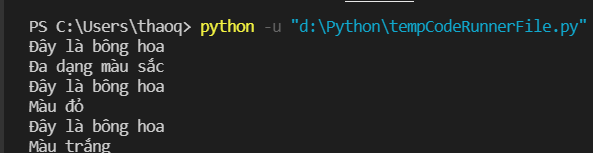 PS C:\Users\thaoq> python -u "d:\Python\tempCodeRunnerFile.py"
Đây là bông hoa
Đa dạng màu sắc
Đây là bông hoa
Màu đỏ
Đây là bông hoa
Màu trắng